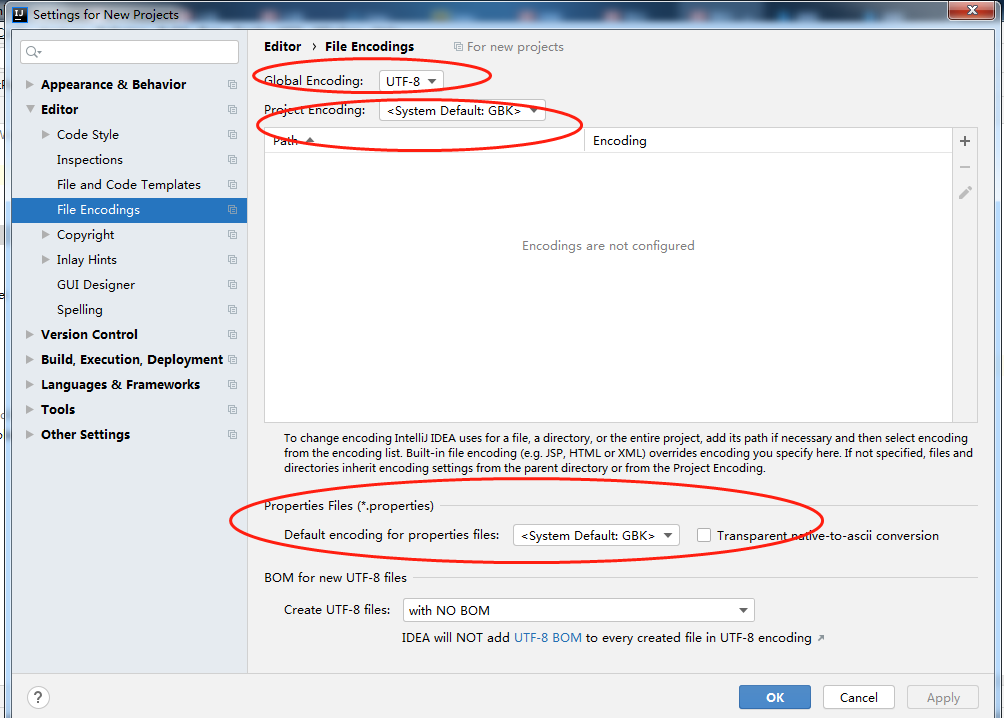 Settings for New Projects
Editor › File Encodings For new projects
Global Encoding: UTF-8
Project Encoding: <System Default: GBK>
Path Encoding
Encodings are not configured
Appearance & Behavior
Editor
Code Style
Inspections
File and Code Templates
File Encodings
Copyright
Inlay Hints
GUI Designer
Spelling
Version Control
Build, Execution, Deployment
Languages & Frameworks
Tools
Other Settings
To change encoding IntelliJ IDEA uses for a file, a directory, or the entire project, add its path if necessary and then select encoding
from the encoding list. Built-in file encoding (e.g. JSP, HTML or XML) overrides encoding you specify here. If not specified, files and
directories inherit encoding settings from the parent directory or from the Project Encoding.
Properties Files (*.properties)
Default encoding for properties files: <System Default: GBK> Transparent native-to-ascii conversion
BOM for new UTF-8 files
Create UTF-8 files: with NO BOM
IDEA will NOT add UTF-8 BOM to every created file in UTF-8 encoding ↗
? OK Cancel Apply